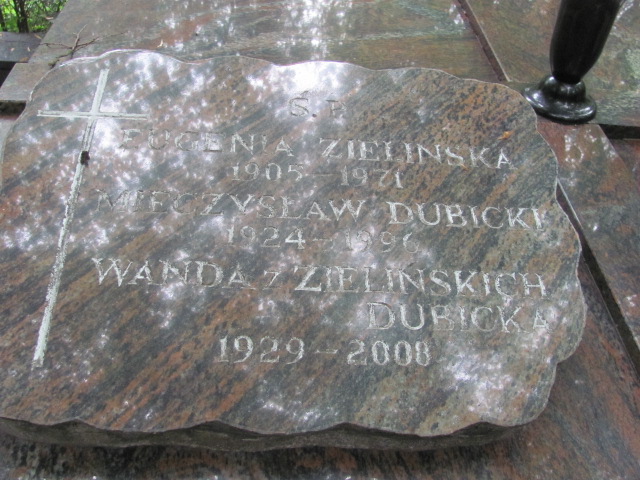 Ś.P.
EUGENIA ZIELIŃSKA
1905-1971
MIECZYSŁAW DUBICKI
1924-1996
WANDA z ZIELIŃSKICH
DUBICKA
1929-2008